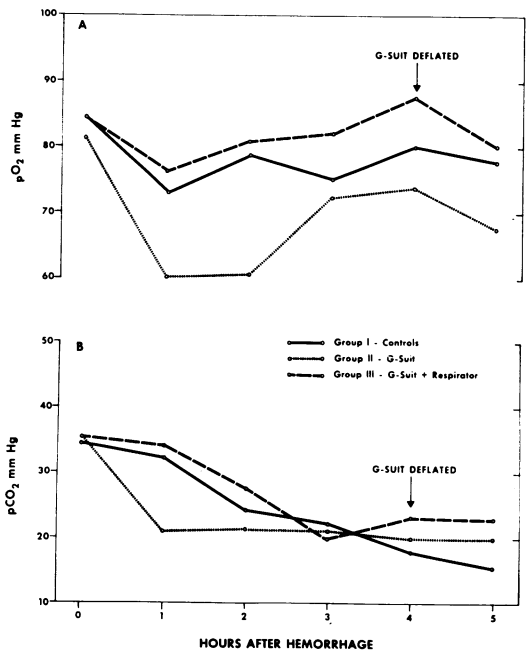 100
A
G-SUIT DEFLATED
90
80
70
60
pO2 mm Hg
50
B
Group I - Controls
Group II - G-Suit
Group III - G-Suit + Respirator
40
30
G-SUIT DEFLATED
20
10
pCO2 mm Hg
0 1 2 3 4 5
HOURS AFTER HEMORRHAGE